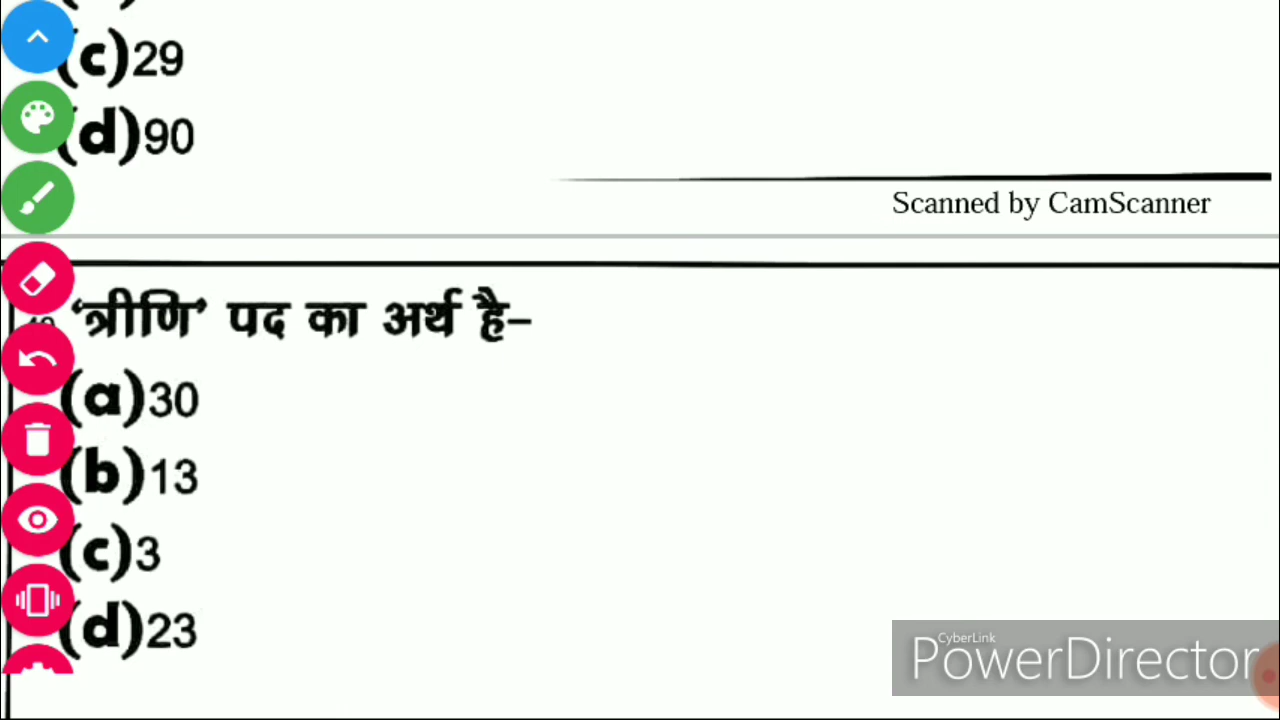 (c)29
(d)90
Scanned by CamScanner
'त्रीणि' पद का अर्थ है-
(a)30
(b)13
(c)3
(d)23
CyberLink
PowerDirector